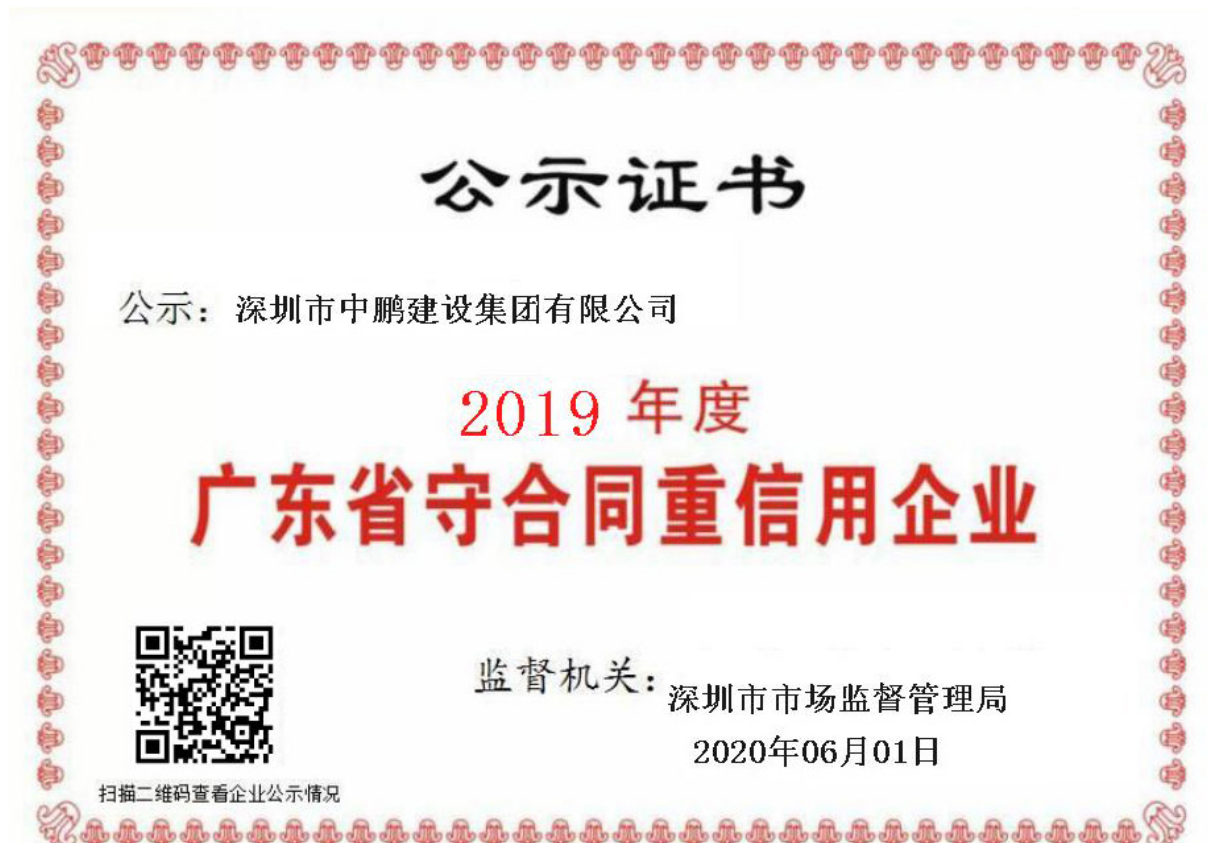 公示证书
公示：深圳市中鹏建设集团有限公司
2019 年度
广东省守合同重信用企业
监督机关：深圳市市场监督管理局
2020年06月01日
扫描二维码查看企业公示情况